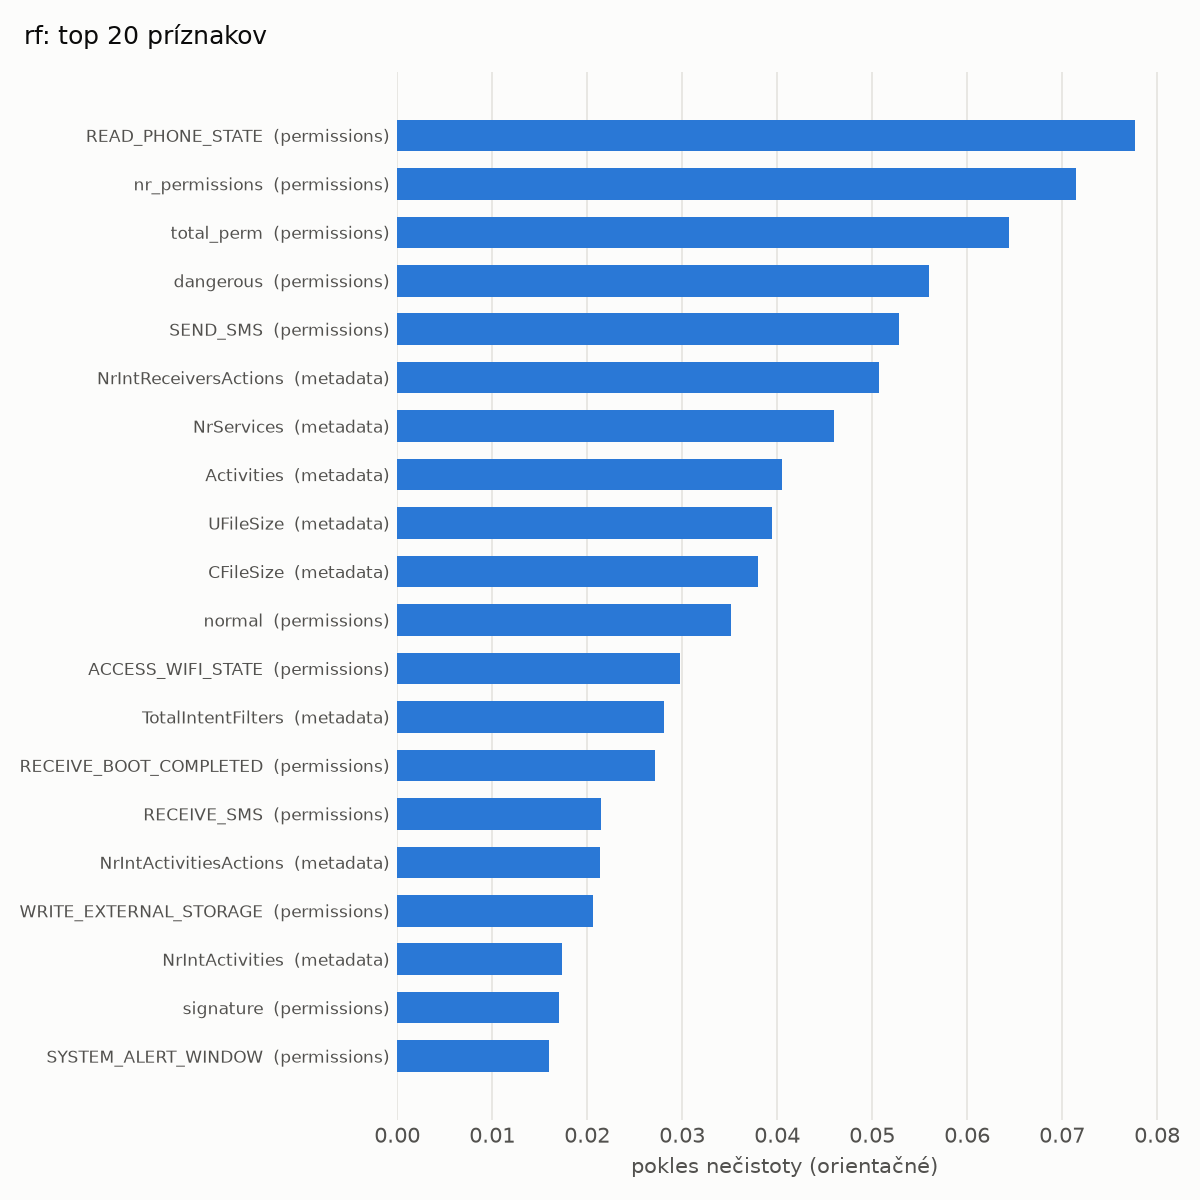 rf: top 20 príznakov
READ_PHONE_STATE (permissions)
nr_permissions (permissions)
total_perm (permissions)
dangerous (permissions)
SEND_SMS (permissions)
NrIntReceiversActions (metadata)
NrServices (metadata)
Activities (metadata)
UFileSize (metadata)
CFileSize (metadata)
normal (permissions)
ACCESS_WIFI_STATE (permissions)
TotalIntentFilters (metadata)
RECEIVE_BOOT_COMPLETED (permissions)
RECEIVE_SMS (permissions)
NrIntActivitiesActions (metadata)
WRITE_EXTERNAL_STORAGE (permissions)
NrIntActivities (metadata)
signature (permissions)
SYSTEM_ALERT_WINDOW (permissions)
0.00 0.01 0.02 0.03 0.04 0.05 0.06 0.07 0.08
pokles nečistoty (orientačné)